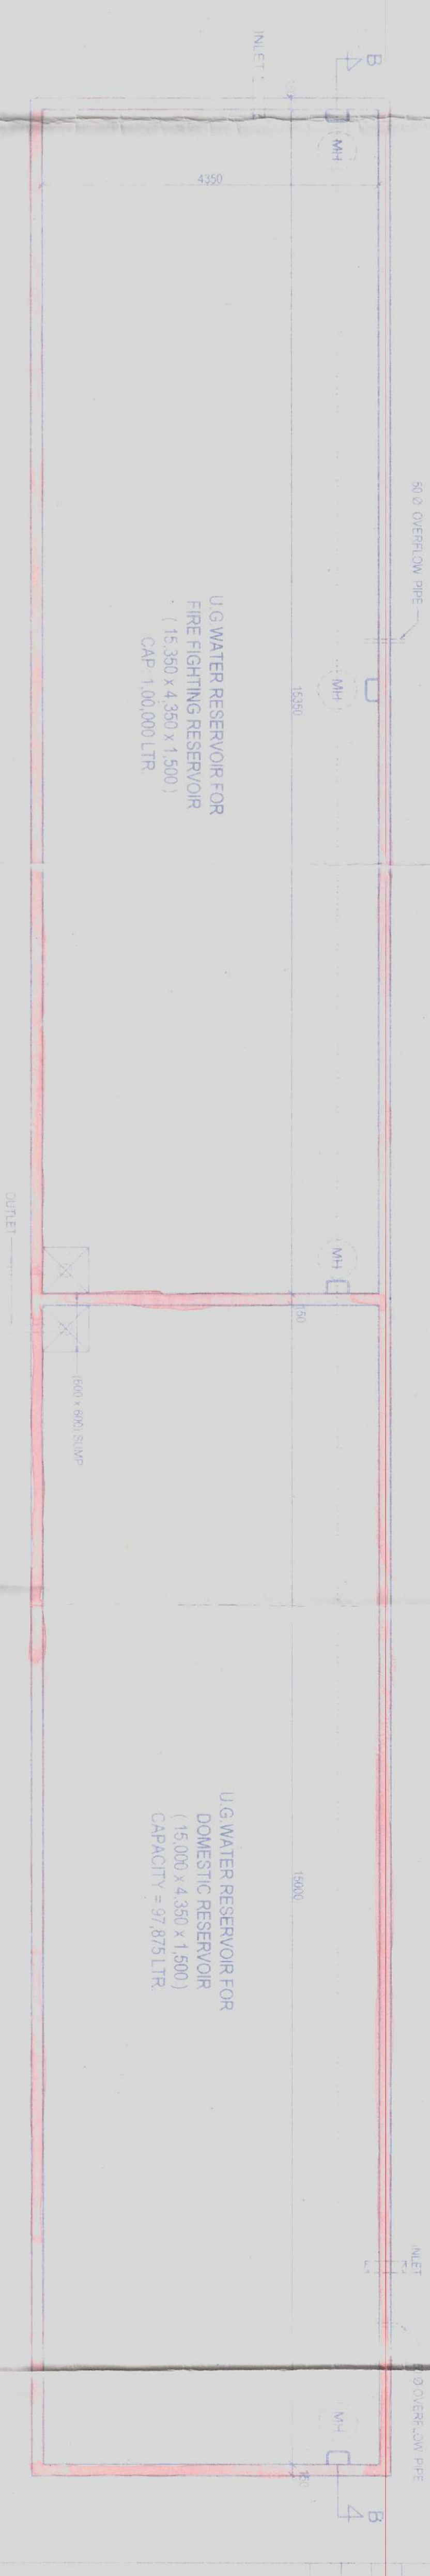 B
4
INLET
MH
4350
50 Ø OVERFLOW PIPE
MH
15350
U.G WATER RESERVOIR FOR
FIRE FIGHTING RESERVOIR
( 15.350 x 4.350 x 1.500 )
CAP 1,00,000 LTR.
OUTLET
MH
150
(600 x 600) SUMP
U.G.WATER RESERVOIR FOR
DOMESTIC RESERVOIR
( 15.000 x 4.350 x 1.500 )
CAPACITY = 97,875 LTR.
15000
INLET
Ø OVERFLOW PIPE
MH
150
4
B